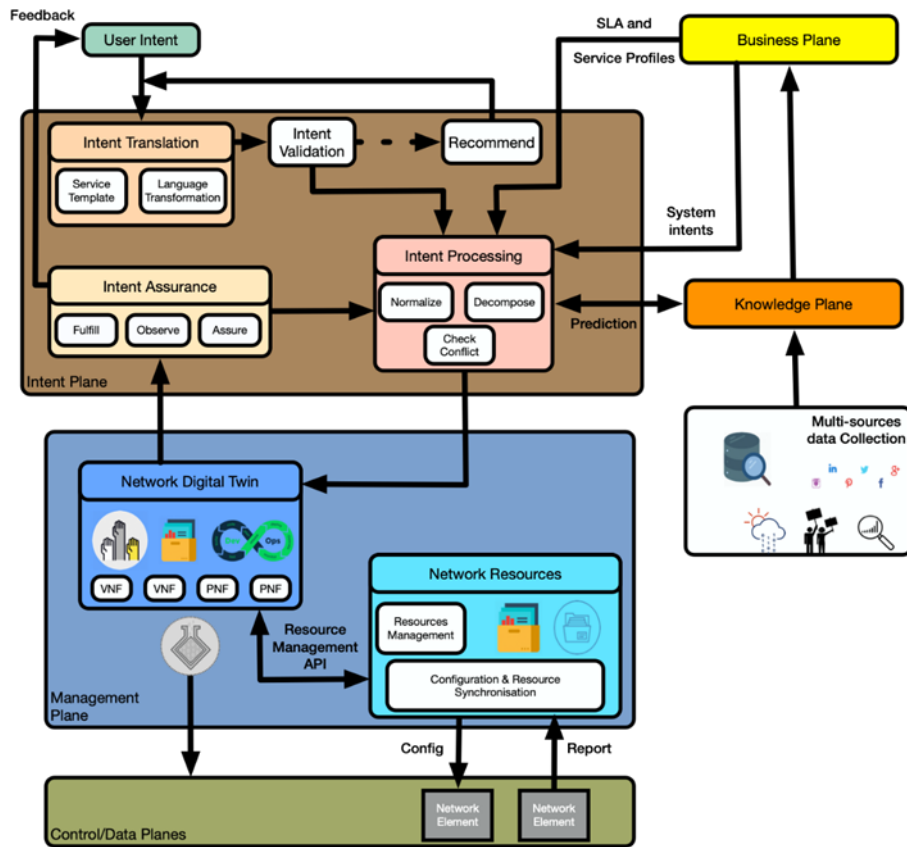 Feedback
User Intent
SLA and
Service Profiles
Business Plane
Intent Translation
Service
Template
Language
Transformation
Intent
Validation
Recommend
System
intents
Intent Processing
Normalize
Decompose
Check
Conflict
Intent Assurance
Fulfill
Observe
Assure
Intent Plane
Prediction
Knowledge Plane
Multi-sources
data Collection
Network Digital Twin
Dev
Ops
VNF
VNF
PNF
PNF
Network Resources
Resources
Management
Configuration & Resource
Synchronisation
Resource
Management
API
Management
Plane
Config
Report
Network
Element
Network
Element
Control/Data Planes